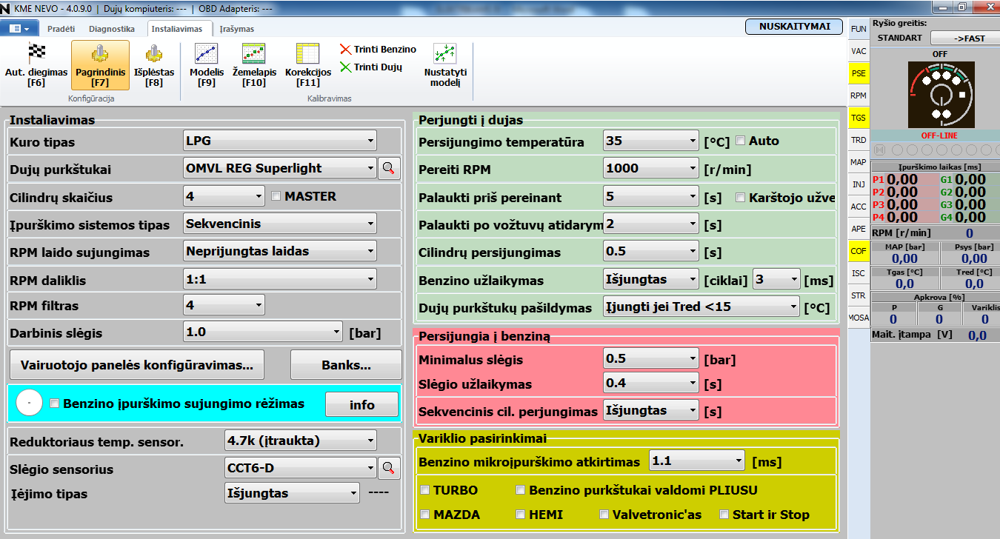 KME NEVO - 4.0.9.0 | Dujų kompiuteris: --- | OBD Adapteris: ---
Pradėti Diagnostika Instaliavimas Įrašymas
NUSKAITYMAI
Aut. diegimas [F6]
Pagrindinis [F7]
Išplėstas [F8]
Konfigūracija
Modelis [F9]
Žemelapis [F10]
Korekcijos [F11]
Trinti Benzino
Trinti Dujų
Nustatyti modelį
Kalibravimas
Instaliavimas
Kuro tipas LPG
Dujų purkštukai OMVL REG Superlight
Cilindrų skaičius 4 MASTER
Įpurškimo sistemos tipas Sekvencinis
RPM laido sujungimas Neprijungtas laidas
RPM daliklis 1:1
RPM filtras 4
Darbinis slėgis 1.0 [bar]
Vairuotojo panelės konfigūravimas...
Banks...
- Benzino įpurškimo sujungimo rėžimas info
Reduktoriaus temp. sensor. 4.7k (įtraukta)
Slėgio sensorius CCT6-D
Įėjimo tipas Išjungtas ----
Perjungti į dujas
Persijungimo temperatūra 35 [°C] Auto
Pereiti RPM 1000 [r/min]
Palaukti priš pereinant 5 [s] Karštojo užve
Palaukti po vožtuvų atidarym 2 [s]
Cilindrų persijungimas 0.5 [s]
Benzino užlaikymas Išjungtas [ciklai] 3 [ms]
Dujų purkštukų pašildymas Įjungti jei Tred <15 [°C]
Persijungia į benziną
Minimalus slėgis 0.5 [bar]
Slėgio užlaikymas 0.4 [s]
Sekvencinis cil. perjungimas Išjungtas [s]
Variklio pasirinkimai
Benzino mikroįpurškimo atkirtimas 1.1 [ms]
TURBO Benzino purkštukai valdomi PLIUSU
MAZDA HEMI Valvetronic'as Start ir Stop
FUN
VAC
PSE
RPM
TGS
TRD
MAP
INJ
ACC
APE
COF
ISC
STR
MOSA
Ryšio greitis:
STANDART ->FAST
OFF
OFF-LINE
Įpurškimo laikas [ms]
P1 0,00 G1 0,00
P2 0,00 G2 0,00
P3 0,00 G3 0,00
P4 0,00 G4 0,00
RPM [r/min] 0
MAP [bar] Psys [bar]
0,00 0,00
Tgas [°C] Tred [°C]
0,0 0,0
Apkrova [%]
P G Variklis
0 0 0
Mait. įtampa [V] 0,0